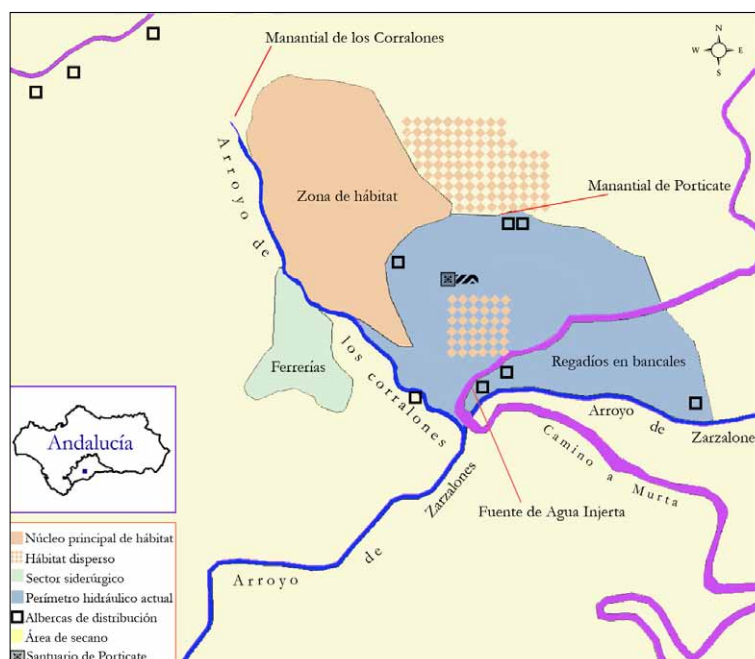 Manantial de los Corralones
N
W E
S
Arroyo de
los corralones
Zona de hábitat
Manantial de Porticate
Ferrerías
Regadíos en bancales
Arroyo de
Zarzalone
Camino a Murta
Fuente de Agua Injerta
Zarzalones
Arroyo de
Andalucía
Núcleo principal de hábitat
Hábitat disperso
Sector siderúrgico
Perímetro hidráulico actual
Albercas de distribución
Área de secano
Santuario de Porticate